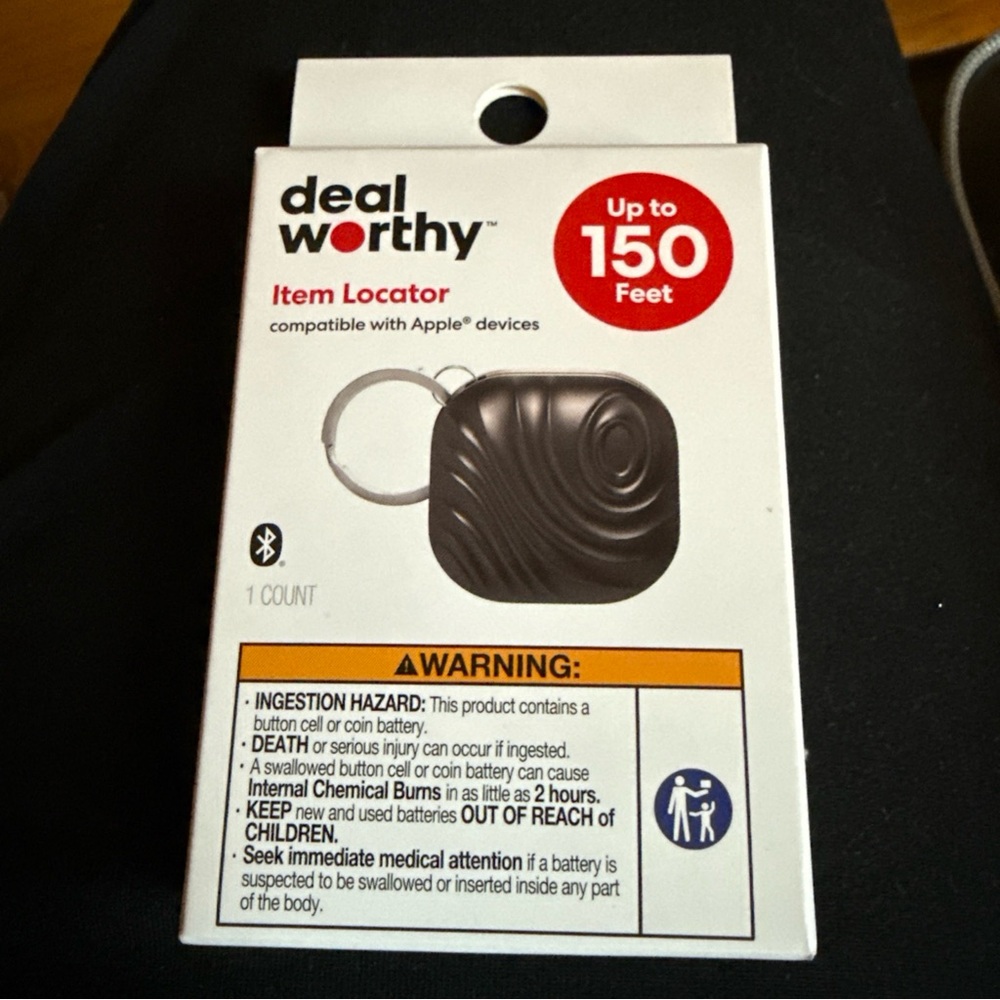 deal
worthy™
Up to
150
Feet
Item Locator
compatible with Apple® devices
1 COUNT
⚠WARNING:
· INGESTION HAZARD: This product contains a
button cell or coin battery.
· DEATH or serious injury can occur if ingested.
· A swallowed button cell or coin battery can cause
Internal Chemical Burns in as little as 2 hours.
· KEEP new and used batteries OUT OF REACH of
CHILDREN.
· Seek immediate medical attention if a battery is
suspected to be swallowed or inserted inside any part
of the body.